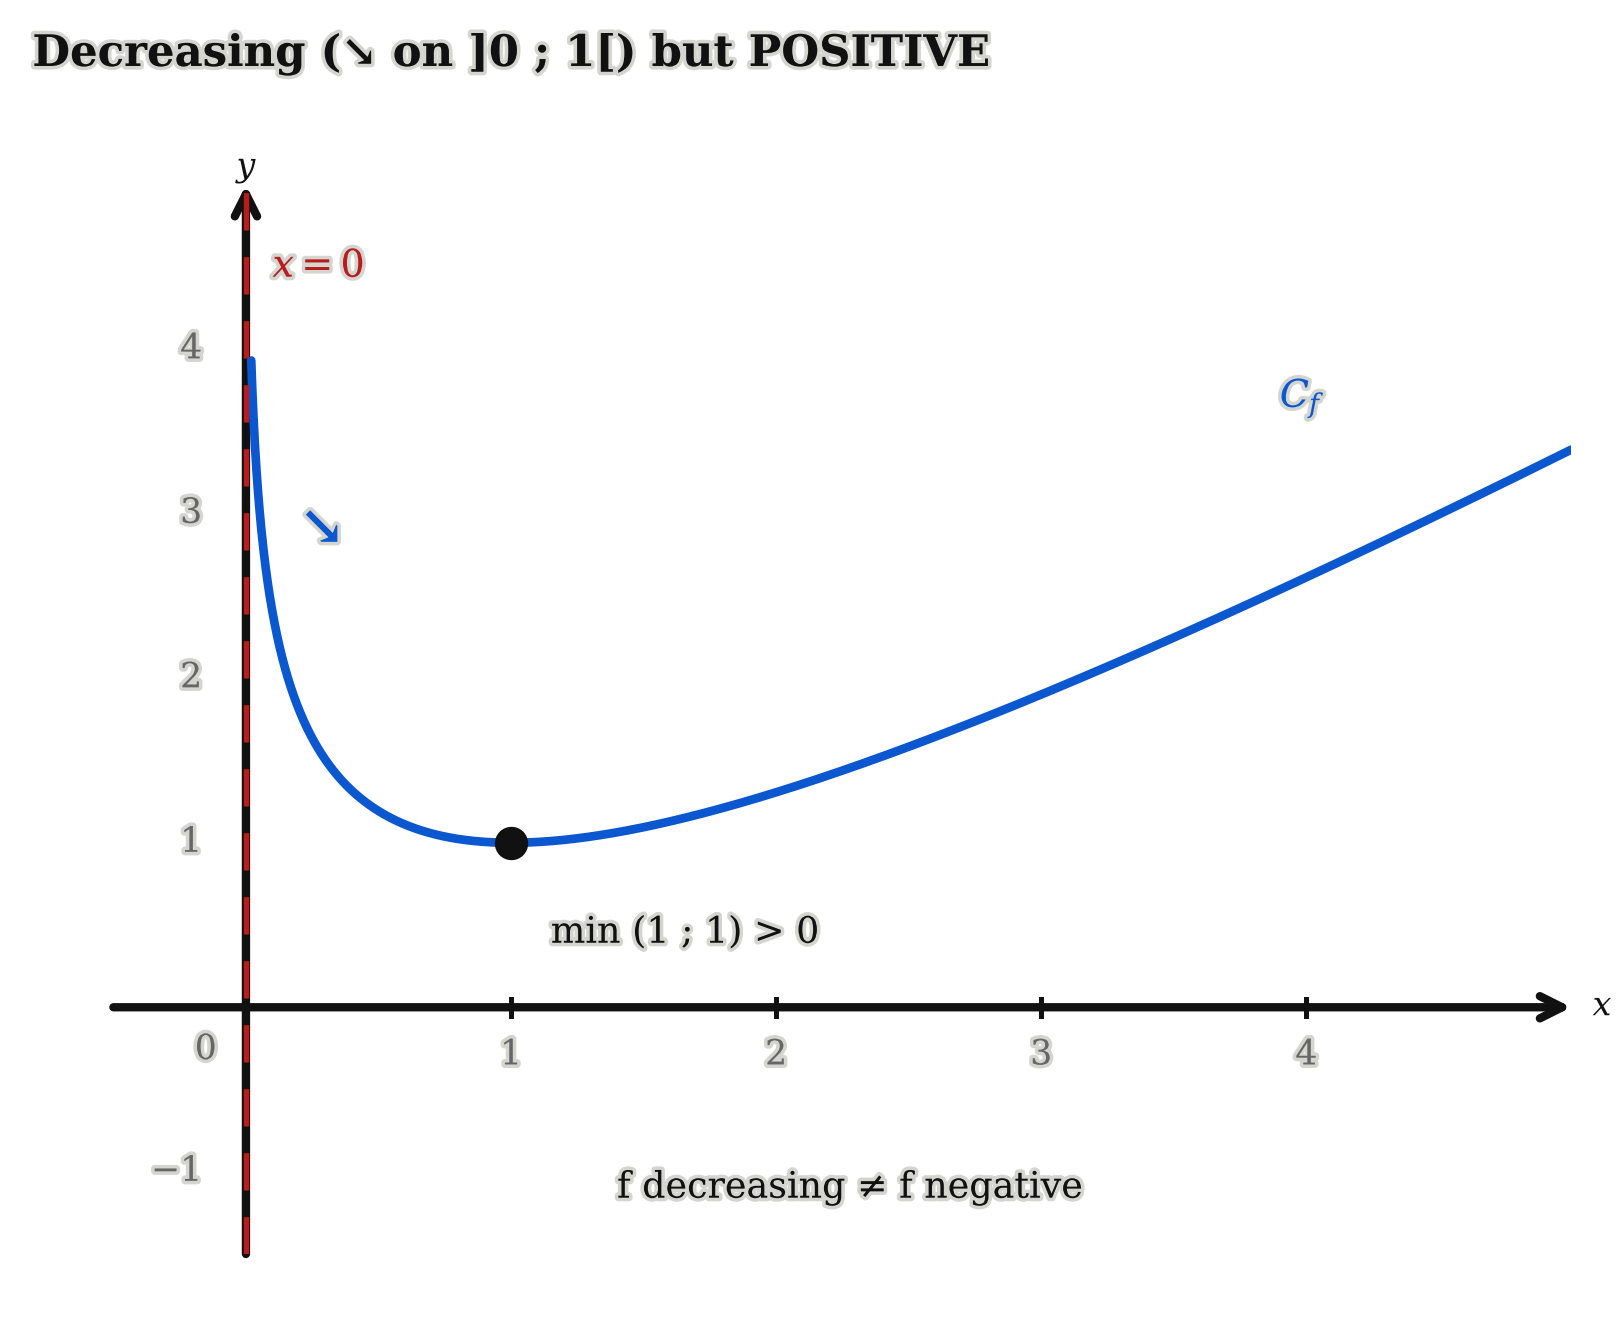 Decreasing (↘ on ]0 ; 1[) but POSITIVE
y
x = 0
4
C_f
3
↘
2
1
min (1 ; 1) > 0
x
0
1 2 3 4
−1
f decreasing ≠ f negative